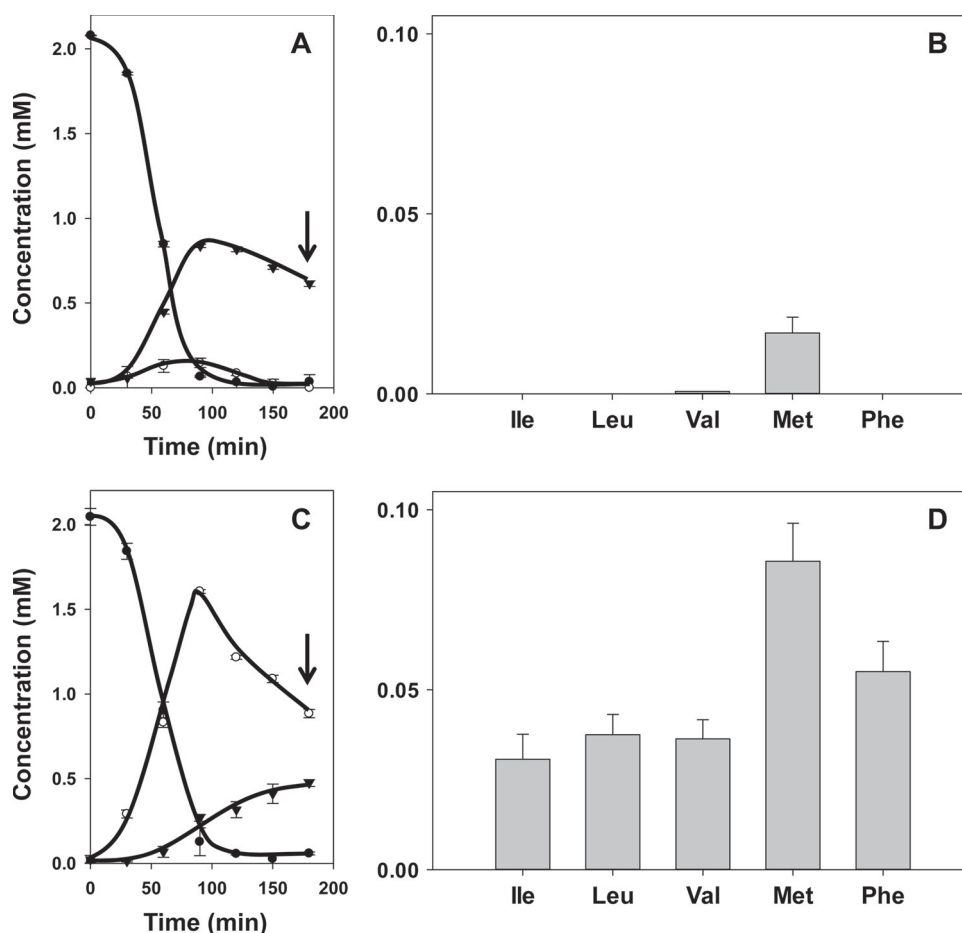 A
Concentration (mM)
2.0
1.5
1.0
0.5
0.0
0 50 100 150 200
Time (min)
B
0.10
0.05
0.00
Ile Leu Val Met Phe
C
Concentration (mM)
2.0
1.5
1.0
0.5
0.0
0 50 100 150 200
Time (min)
D
0.10
0.05
0.00
Ile Leu Val Met Phe